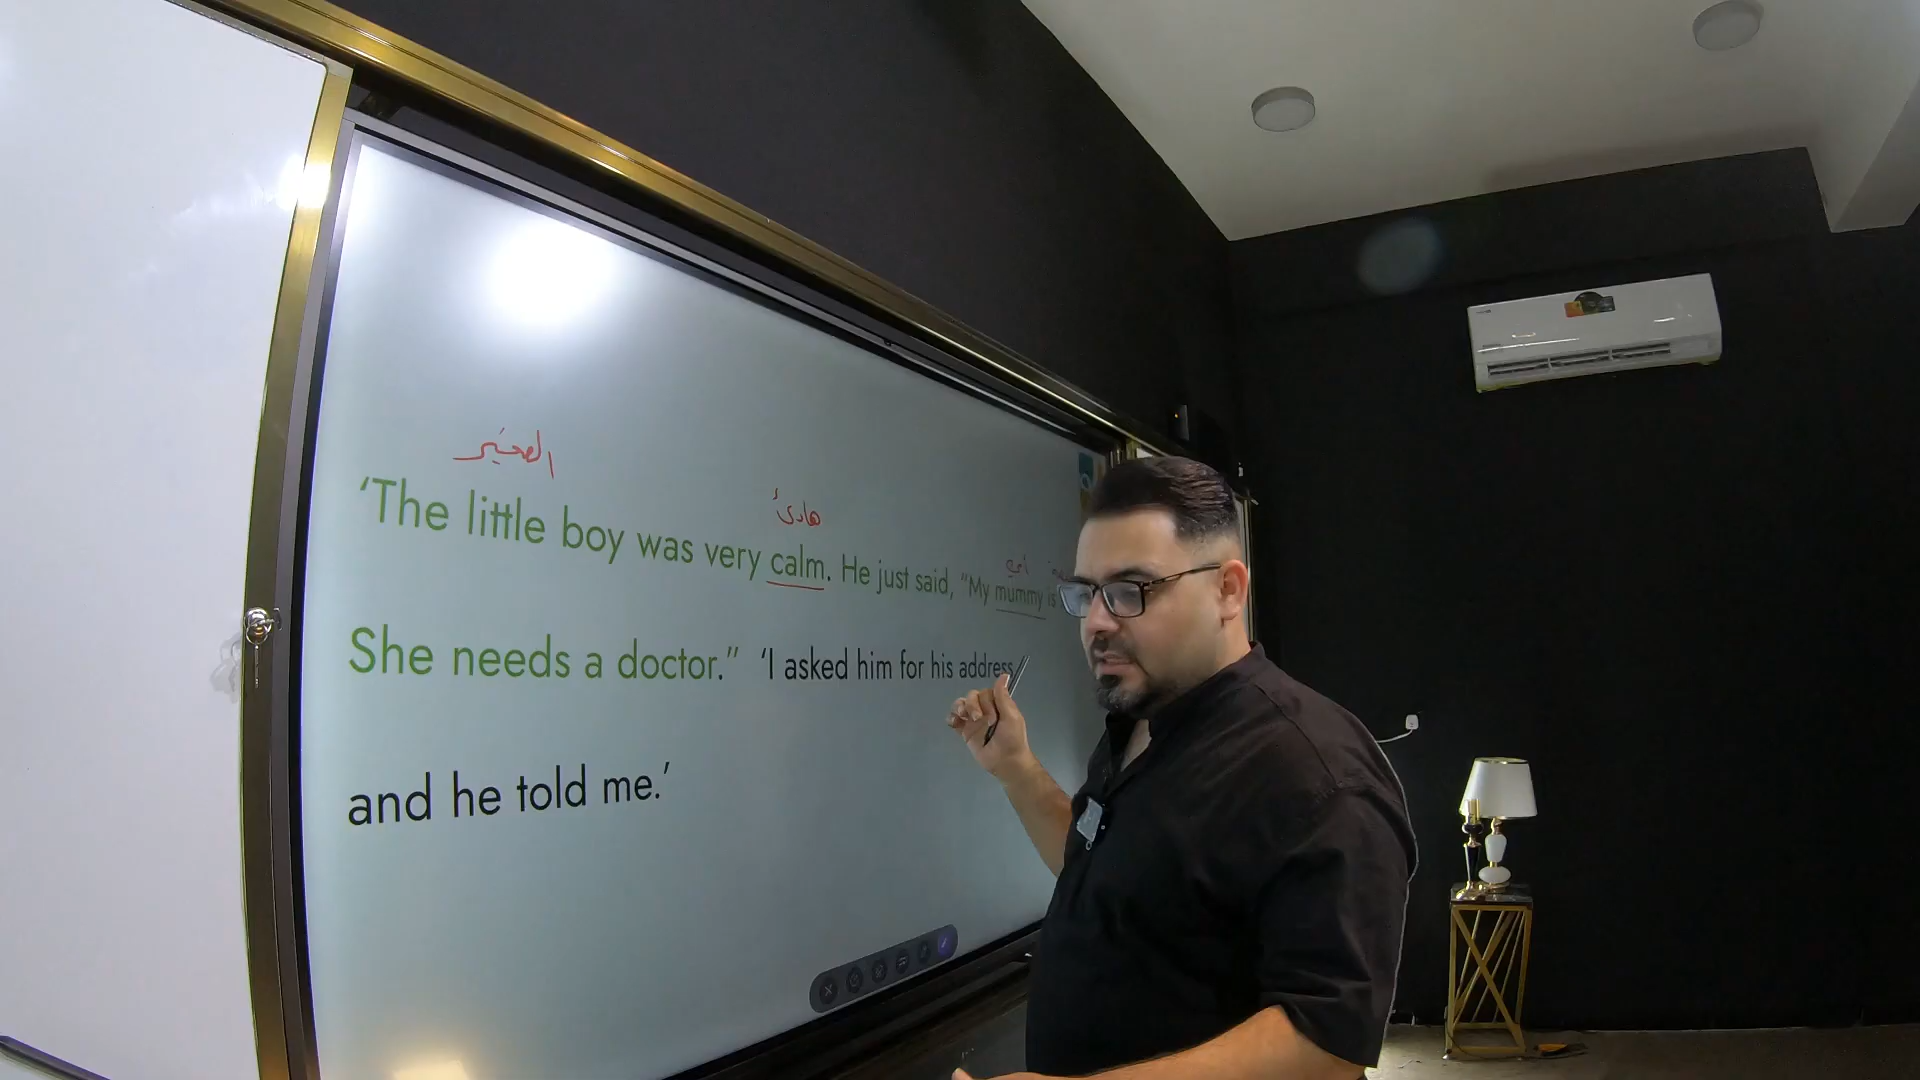 الصغير
هادئ
أمي
‘The little boy was very calm. He just said, “My mummy is
She needs a doctor.” ‘I asked him for his address
and he told me.’